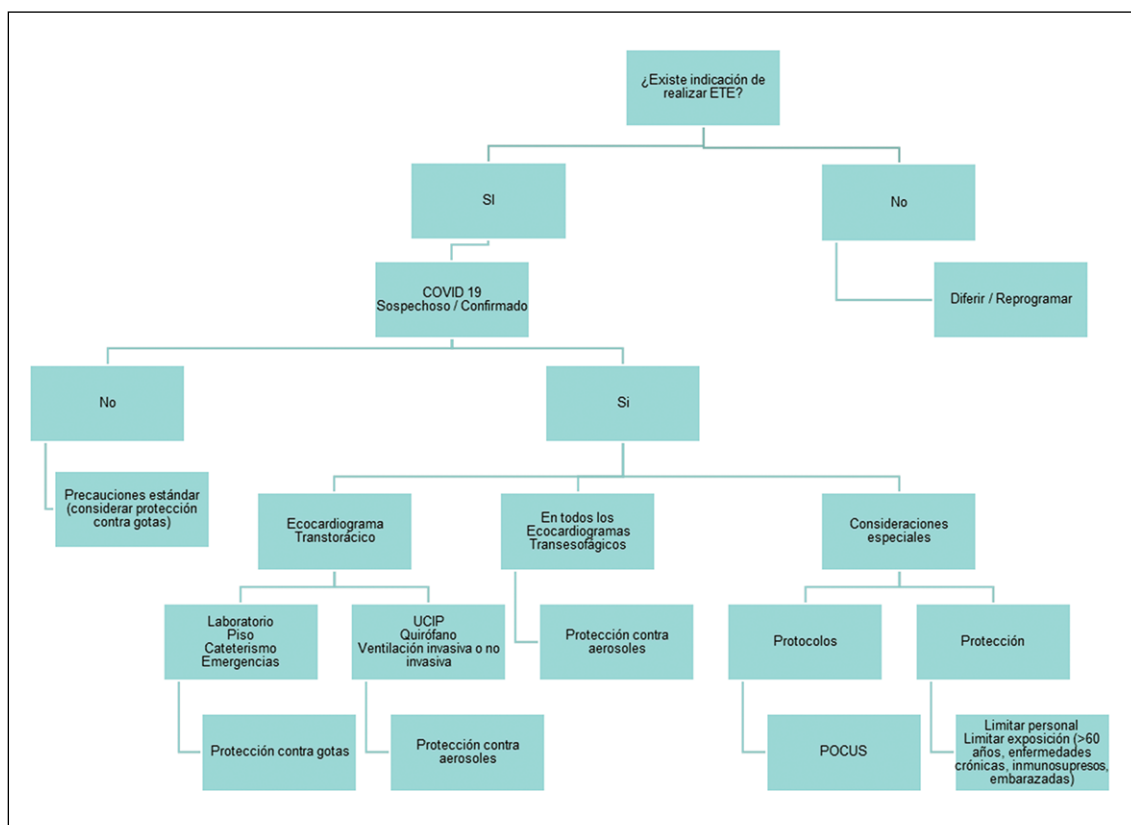 ¿Existe indicación de
realizar ETE?
SI
No
COVID 19
Sospechoso / Confirmado
Diferir / Reprogramar
No
Si
Precauciones estándar
(considerar protección
contra gotas)
Ecocardiograma
Transtorácico
En todos los
Ecocardiogramas
Transesofágicos
Consideraciones
especiales
Laboratorio
Piso
Cateterismo
Emergencias
UCIP
Quirófano
Ventilación invasiva o no
invasiva
Protección contra
aerosoles
Protocolos
Protección
Protección contra gotas
Protección contra
aerosoles
POCUS
Limitar personal
Limitar exposición (>60
años, enfermedades
crónicas, inmunosupresos,
embarazadas)